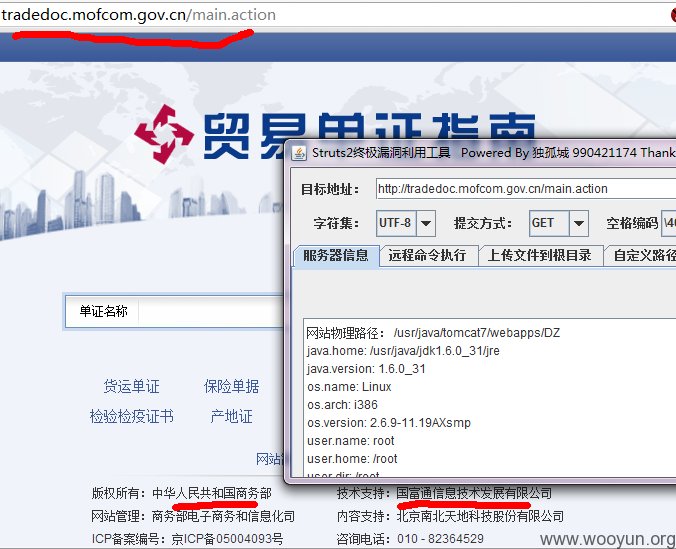 tradedoc.mofcom.gov.cn/main.action
贸易单证指南
Struts2终极漏洞利用工具 Powered By 独孤城 990421174 Thank
目标地址： http://tradedoc.mofcom.gov.cn/main.action
字符集： UTF-8 提交方式： GET 空格编码
服务器信息 远程命令执行 上传文件到根目录 自定义路径
单证名称
网站物理路径： /usr/java/tomcat7/webapps/DZ
java.home: /usr/java/jdk1.6.0_31/jre
java.version: 1.6.0_31
os.name: Linux
os.arch: i386
os.version: 2.6.9-11.19AXsmp
user.name: root
user.home: /root
user.dir: /root
货运单证 保险单据
检验检疫证书 产地证
网站
版权所有：中华人民共和国商务部 技术支持：国富通信息技术发展有限公司
网站管理：商务部电子商务和信息化司 内容支持：北京南北天地科技股份有限公司
ICP备案编号：京ICP备05004093号 咨询电话：010 - 82364529
www.wooyun.org